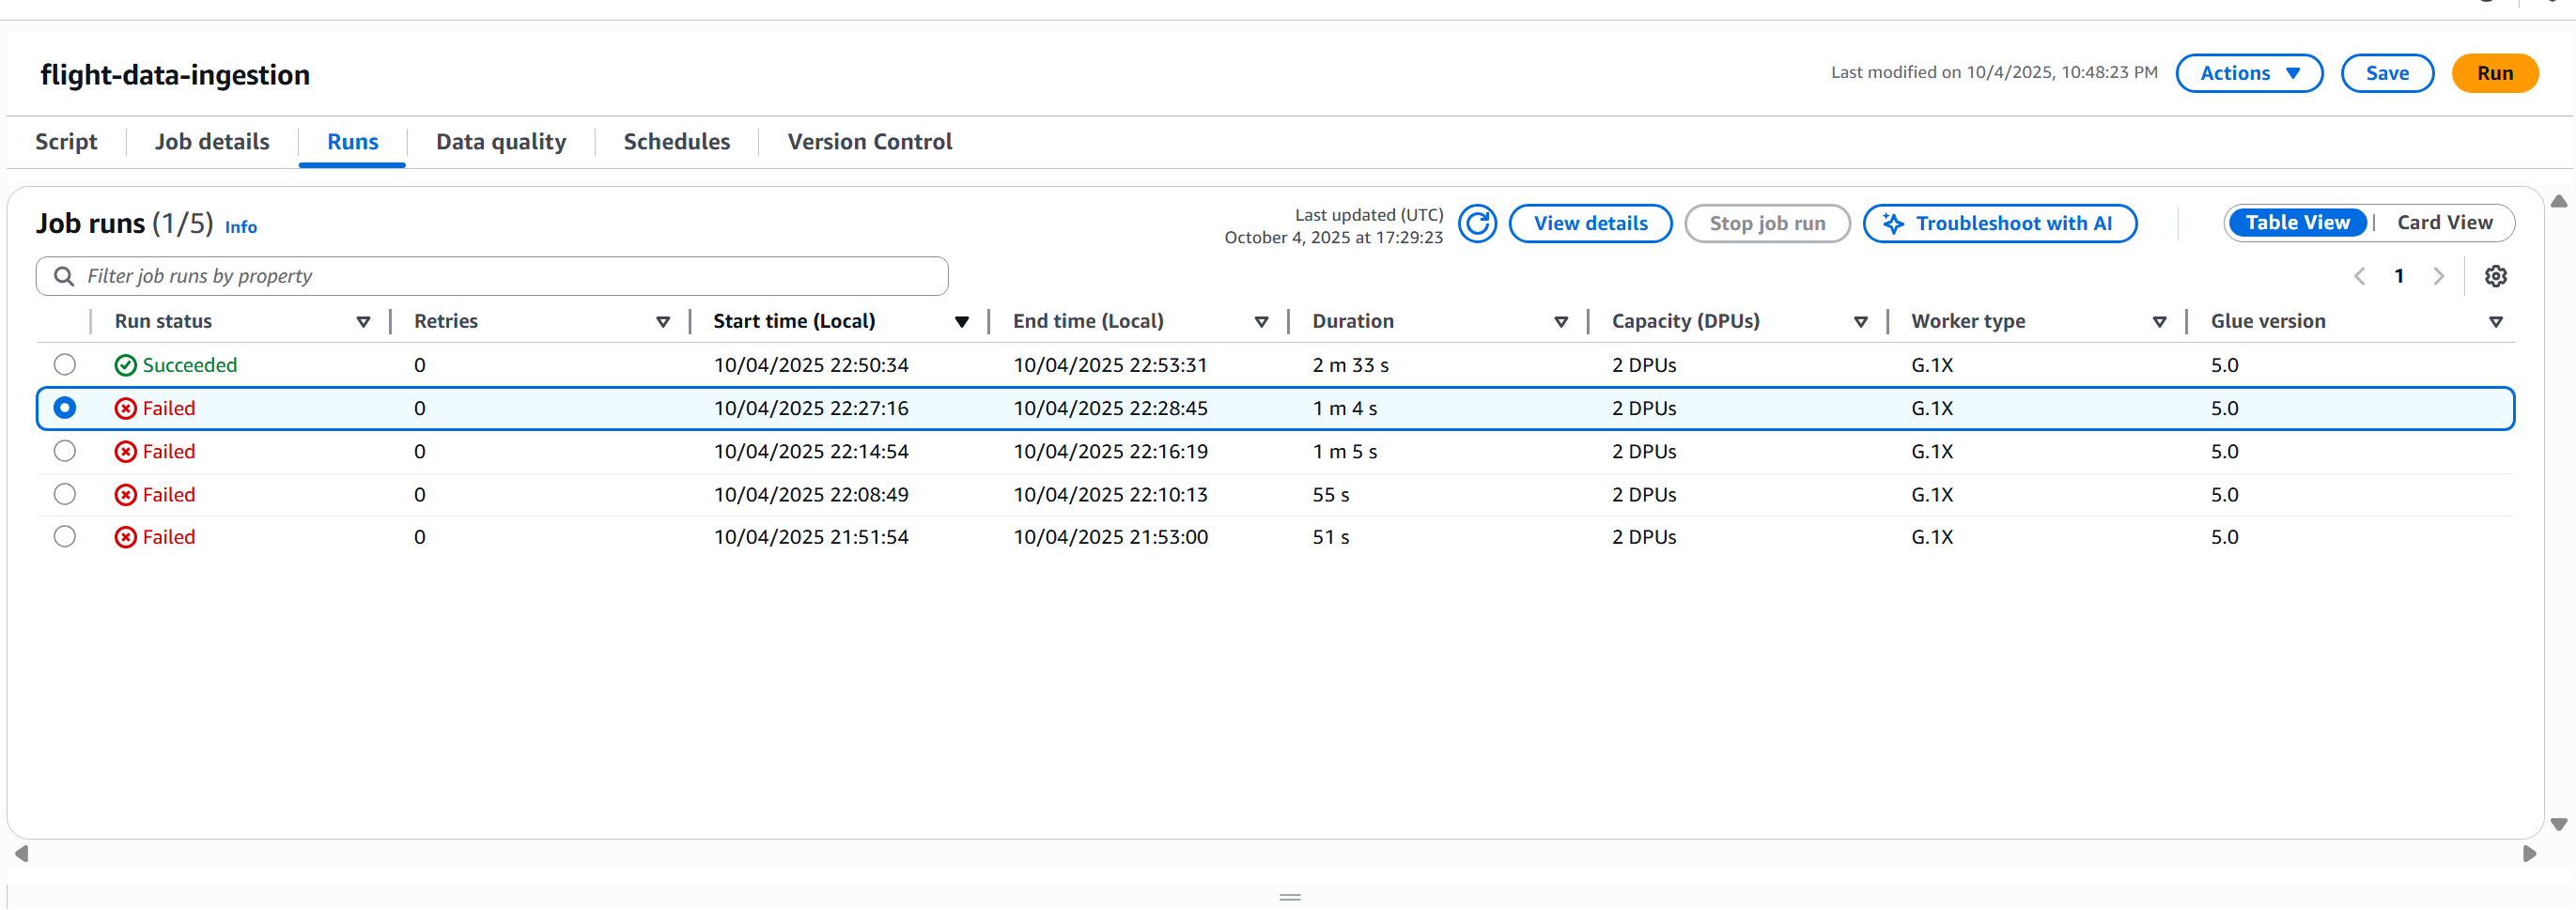 flight-data-ingestion
Last modified on 10/4/2025, 10:48:23 PM
Actions
Save
Run
Script
Job details
Runs
Data quality
Schedules
Version Control
Job runs (1/5) Info
Last updated (UTC)
October 4, 2025 at 17:29:23
View details
Stop job run
Troubleshoot with AI
Table View
Card View
Filter job runs by property
1
Run status Retries Start time (Local) End time (Local) Duration Capacity (DPUs) Worker type Glue version
Succeeded 0 10/04/2025 22:50:34 10/04/2025 22:53:31 2 m 33 s 2 DPUs G.1X 5.0
Failed 0 10/04/2025 22:27:16 10/04/2025 22:28:45 1 m 4 s 2 DPUs G.1X 5.0
Failed 0 10/04/2025 22:14:54 10/04/2025 22:16:19 1 m 5 s 2 DPUs G.1X 5.0
Failed 0 10/04/2025 22:08:49 10/04/2025 22:10:13 55 s 2 DPUs G.1X 5.0
Failed 0 10/04/2025 21:51:54 10/04/2025 21:53:00 51 s 2 DPUs G.1X 5.0